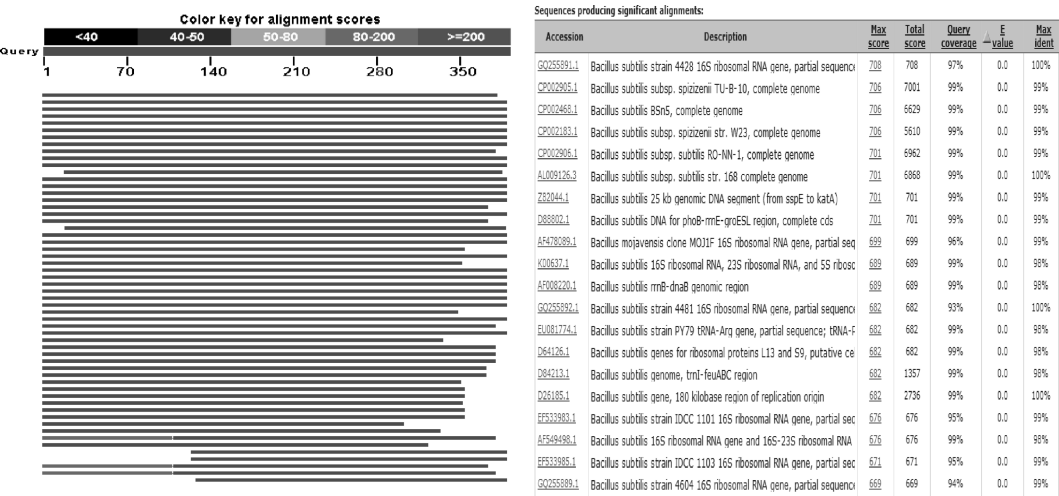 Color key for alignment scores
<40 40-50 50-80 80-200 >=200
Query
1 70 140 210 280 350
Sequences producing significant alignments:
Accession Description Max score Total score Query coverage E value Max ident
GQ255891.1 Bacillus subtilis strain 4428 16S ribosomal RNA gene, partial sequence 708 708 97% 0.0 100%
CP002905.1 Bacillus subtilis subsp. spizizenii TU-B-10, complete genome 706 7001 99% 0.0 99%
CP002468.1 Bacillus subtilis BSn5, complete genome 706 6629 99% 0.0 99%
CP002183.1 Bacillus subtilis subsp. spizizenii str. W23, complete genome 706 5610 99% 0.0 99%
CP002906.1 Bacillus subtilis subsp. subtilis RO-NN-1, complete genome 701 6962 99% 0.0 99%
AL009126.3 Bacillus subtilis subsp. subtilis str. 168 complete genome 701 6868 99% 0.0 100%
Z82044.1 Bacillus subtilis 25 kb genomic DNA segment (from sspE to katA) 701 701 99% 0.0 99%
D88802.1 Bacillus subtilis DNA for phoB-rrnE-groESL region, complete cds 701 701 99% 0.0 99%
AF478089.1 Bacillus mojavensis clone MOJ1F 16S ribosomal RNA gene, partial seq 699 699 96% 0.0 99%
K00637.1 Bacillus subtilis 16S ribosomal RNA, 23S ribosomal RNA, and 5S riboso 689 689 99% 0.0 98%
AF008220.1 Bacillus subtilis rrnB-dnaB genomic region 689 689 99% 0.0 98%
GQ255892.1 Bacillus subtilis strain 4481 16S ribosomal RNA gene, partial sequence 682 682 93% 0.0 100%
EU081774.1 Bacillus subtilis strain PY79 tRNA-Arg gene, partial sequence; tRNA-P 682 682 99% 0.0 98%
D64126.1 Bacillus subtilis genes for ribosomal proteins L13 and S9, putative ce 682 682 99% 0.0 98%
D84213.1 Bacillus subtilis genome, trnI-feuABC region 682 1357 99% 0.0 98%
D26185.1 Bacillus subtilis gene, 180 kilobase region of replication origin 682 2736 99% 0.0 100%
EF533983.1 Bacillus subtilis strain IDCC 1101 16S ribosomal RNA gene, partial sec 676 676 95% 0.0 99%
AF549498.1 Bacillus subtilis 16S ribosomal RNA gene and 16S-23S ribosomal RNA 676 676 99% 0.0 98%
EF533985.1 Bacillus subtilis strain IDCC 1103 16S ribosomal RNA gene, partial sec 671 671 95% 0.0 99%
GQ255889.1 Bacillus subtilis strain 4604 16S ribosomal RNA gene, partial sequence 669 669 94% 0.0 99%